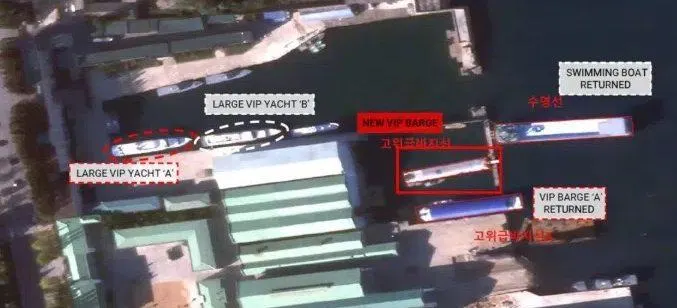 SWIMMING BOAT
RETURNED
LARGE VIP YACHT 'B'
수영선
NEW VIP BARGE
LARGE VIP YACHT 'A'
VIP BARGE 'A'
RETURNED